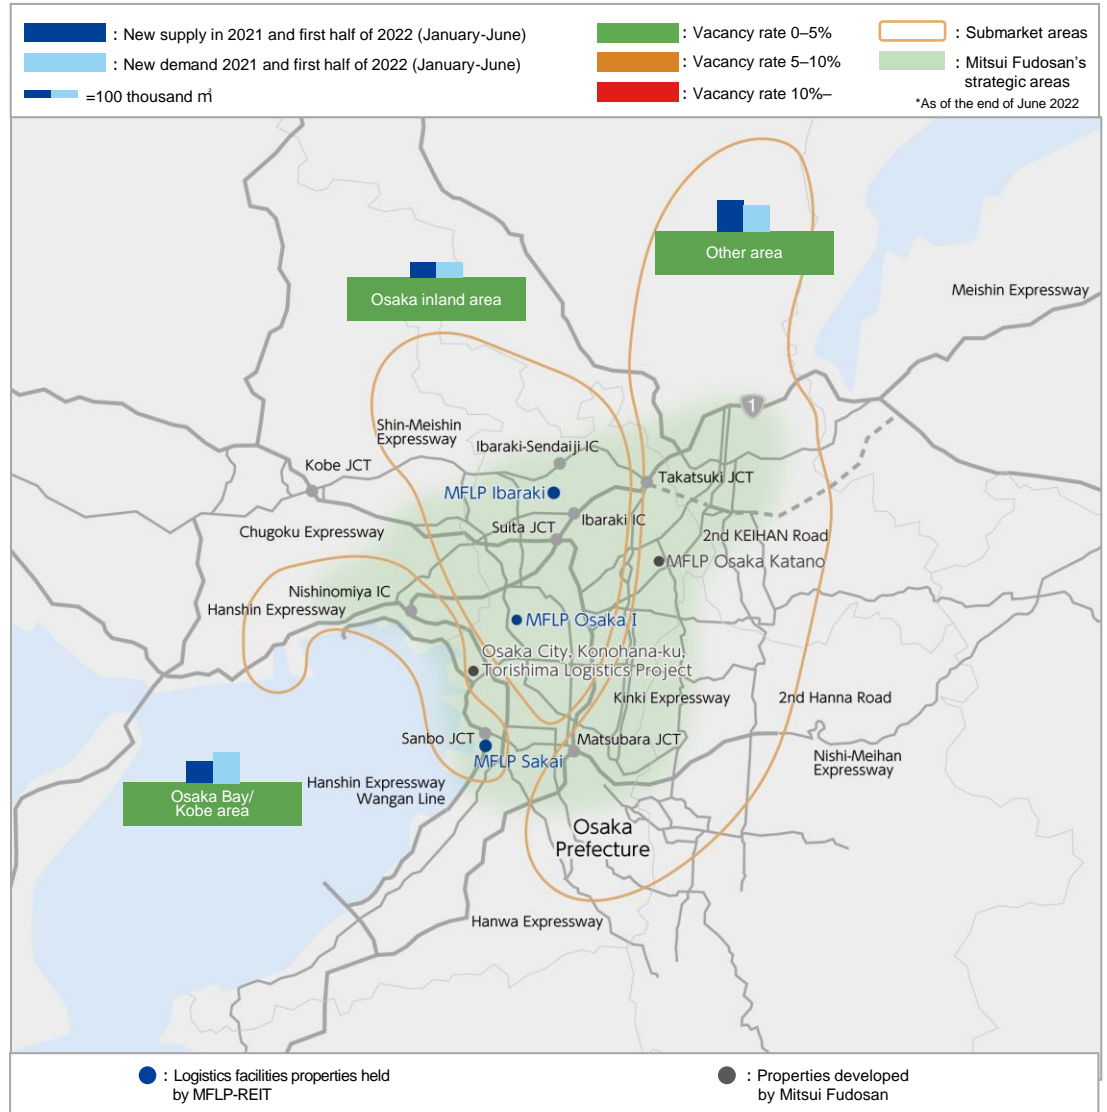 : New supply in 2021 and first half of 2022 (January-June)
: New demand 2021 and first half of 2022 (January-June)
=100 thousand ㎡
: Vacancy rate 0–5%
: Vacancy rate 5–10%
: Vacancy rate 10%–
: Submarket areas
: Mitsui Fudosan's
strategic areas
*As of the end of June 2022
Other area
Osaka inland area
Meishin Expressway
1
Shin-Meishin
Expressway
Ibaraki-Sendaiji IC
Kobe JCT
Takatsuki JCT
MFLP Ibaraki
Ibaraki IC
Suita JCT
Chugoku Expressway
2nd KEIHAN Road
MFLP Osaka Katano
Nishinomiya IC
Hanshin Expressway
MFLP Osaka I
Osaka City, Konohana-ku,
Torishima Logistics Project
Kinki Expressway
2nd Hanna Road
Sanbo JCT
Matsubara JCT
MFLP Sakai
Nishi-Meihan
Expressway
Hanshin Expressway
Wangan Line
Osaka Bay/
Kobe area
Osaka
Prefecture
Hanwa Expressway
: Logistics facilities properties held
by MFLP-REIT
: Properties developed
by Mitsui Fudosan